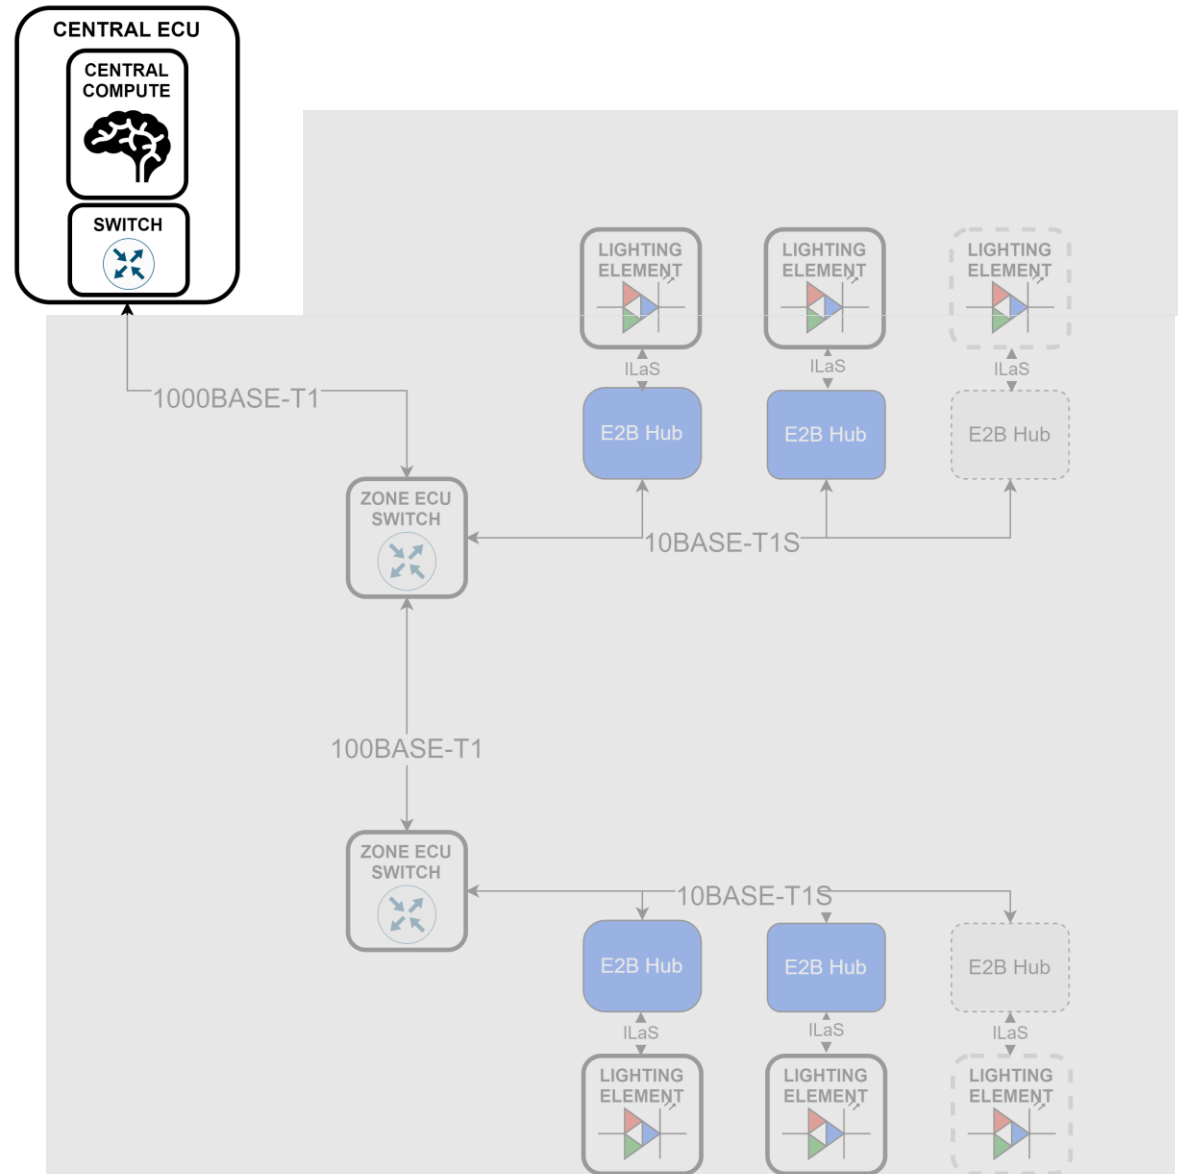 CENTRAL ECU
CENTRAL
COMPUTE
SWITCH
LIGHTING
ELEMENT
LIGHTING
ELEMENT
LIGHTING
ELEMENT
ILaS
ILaS
ILaS
1000BASE-T1
E2B Hub
E2B Hub
E2B Hub
ZONE ECU
SWITCH
10BASE-T1S
100BASE-T1
ZONE ECU
SWITCH
10BASE-T1S
E2B Hub
E2B Hub
E2B Hub
ILaS
ILaS
ILaS
LIGHTING
ELEMENT
LIGHTING
ELEMENT
LIGHTING
ELEMENT